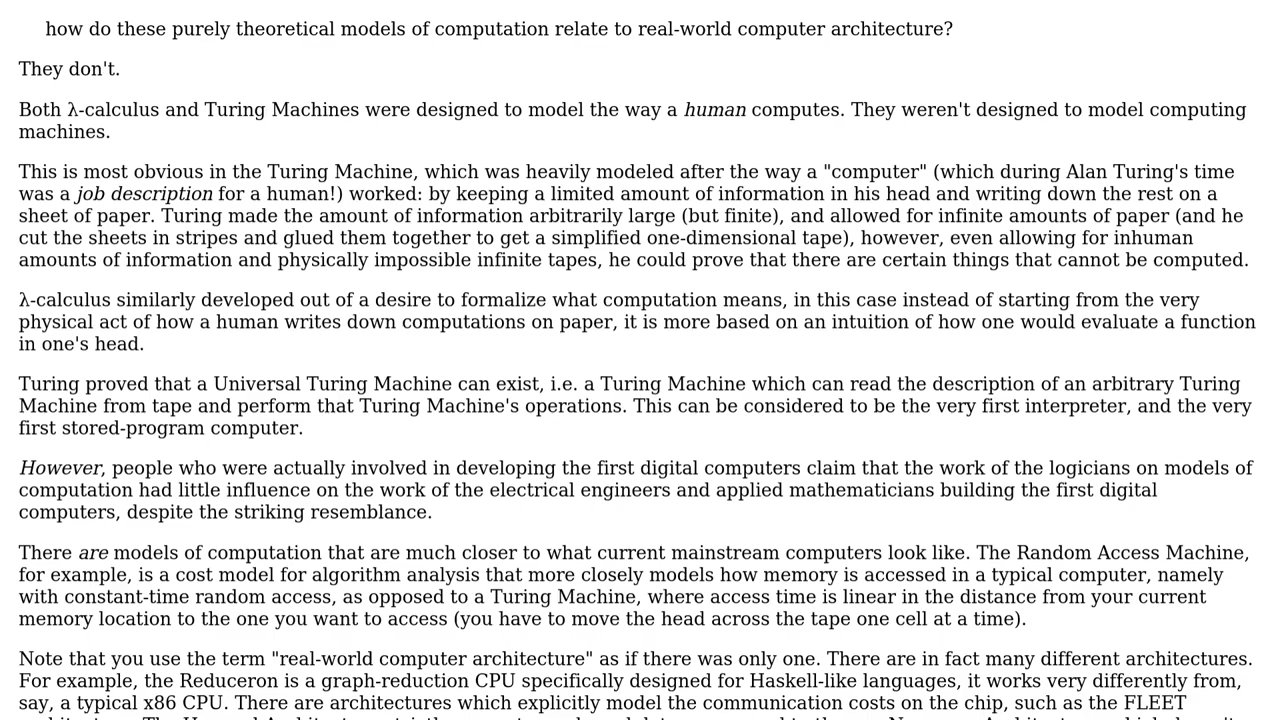 how do these purely theoretical models of computation relate to real-world computer architecture?
They don't.
Both λ-calculus and Turing Machines were designed to model the way a human computes. They weren't designed to model computing
machines.
This is most obvious in the Turing Machine, which was heavily modeled after the way a "computer" (which during Alan Turing's time
was a job description for a human!) worked: by keeping a limited amount of information in his head and writing down the rest on a
sheet of paper. Turing made the amount of information arbitrarily large (but finite), and allowed for infinite amounts of paper (and he
cut the sheets in stripes and glued them together to get a simplified one-dimensional tape), however, even allowing for inhuman
amounts of information and physically impossible infinite tapes, he could prove that there are certain things that cannot be computed.
λ-calculus similarly developed out of a desire to formalize what computation means, in this case instead of starting from the very
physical act of how a human writes down computations on paper, it is more based on an intuition of how one would evaluate a function
in one's head.
Turing proved that a Universal Turing Machine can exist, i.e. a Turing Machine which can read the description of an arbitrary Turing
Machine from tape and perform that Turing Machine's operations. This can be considered to be the very first interpreter, and the very
first stored-program computer.
However, people who were actually involved in developing the first digital computers claim that the work of the logicians on models of
computation had little influence on the work of the electrical engineers and applied mathematicians building the first digital
computers, despite the striking resemblance.
There are models of computation that are much closer to what current mainstream computers look like. The Random Access Machine,
for example, is a cost model for algorithm analysis that more closely models how memory is accessed in a typical computer, namely
with constant-time random access, as opposed to a Turing Machine, where access time is linear in the distance from your current
memory location to the one you want to access (you have to move the head across the tape one cell at a time).
Note that you use the term "real-world computer architecture" as if there was only one. There are in fact many different architectures.
For example, the Reduceron is a graph-reduction CPU specifically designed for Haskell-like languages, it works very differently from,
say, a typical x86 CPU. There are architectures which explicitly model the communication costs on the chip, such as the FLEET